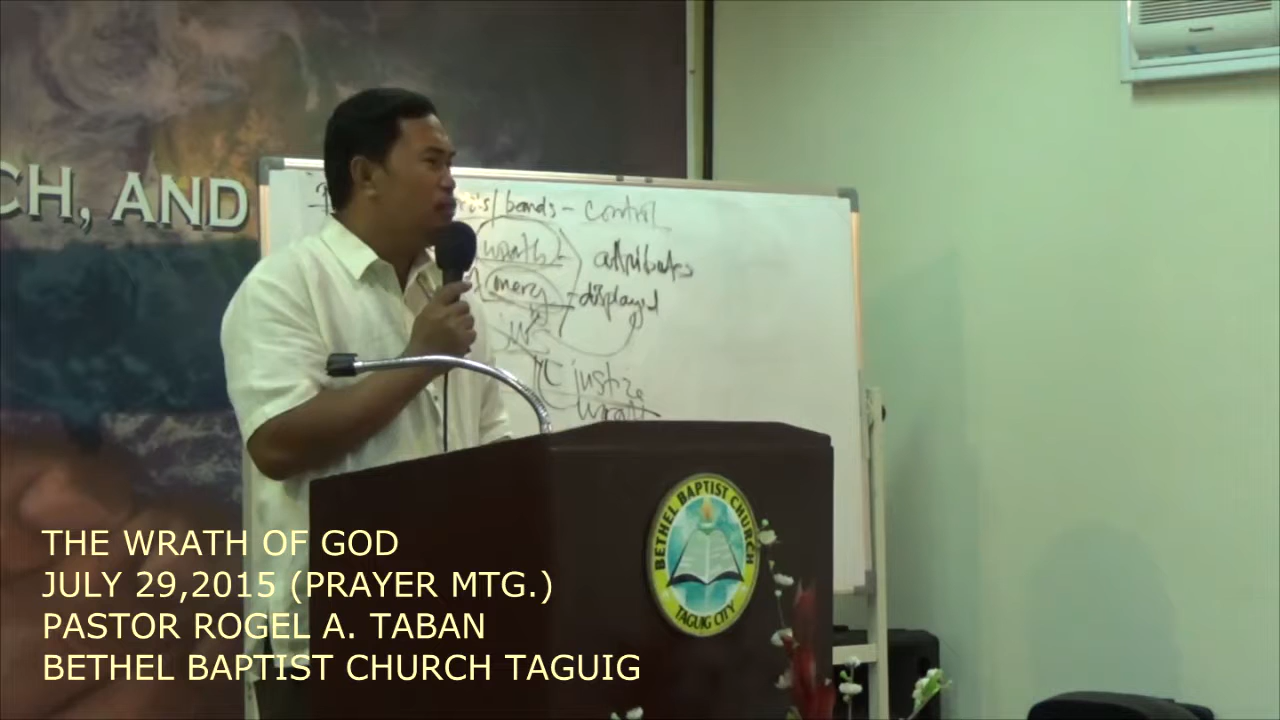 CH, AND
/bonds - control
wrath
attributes
mercy - displayed
justice
wrath
BETHEL BAPTIST CHURCH
TAGUIG CITY
THE WRATH OF GOD
JULY 29,2015 (PRAYER MTG.)
PASTOR ROGEL A. TABAN
BETHEL BAPTIST CHURCH TAGUIG